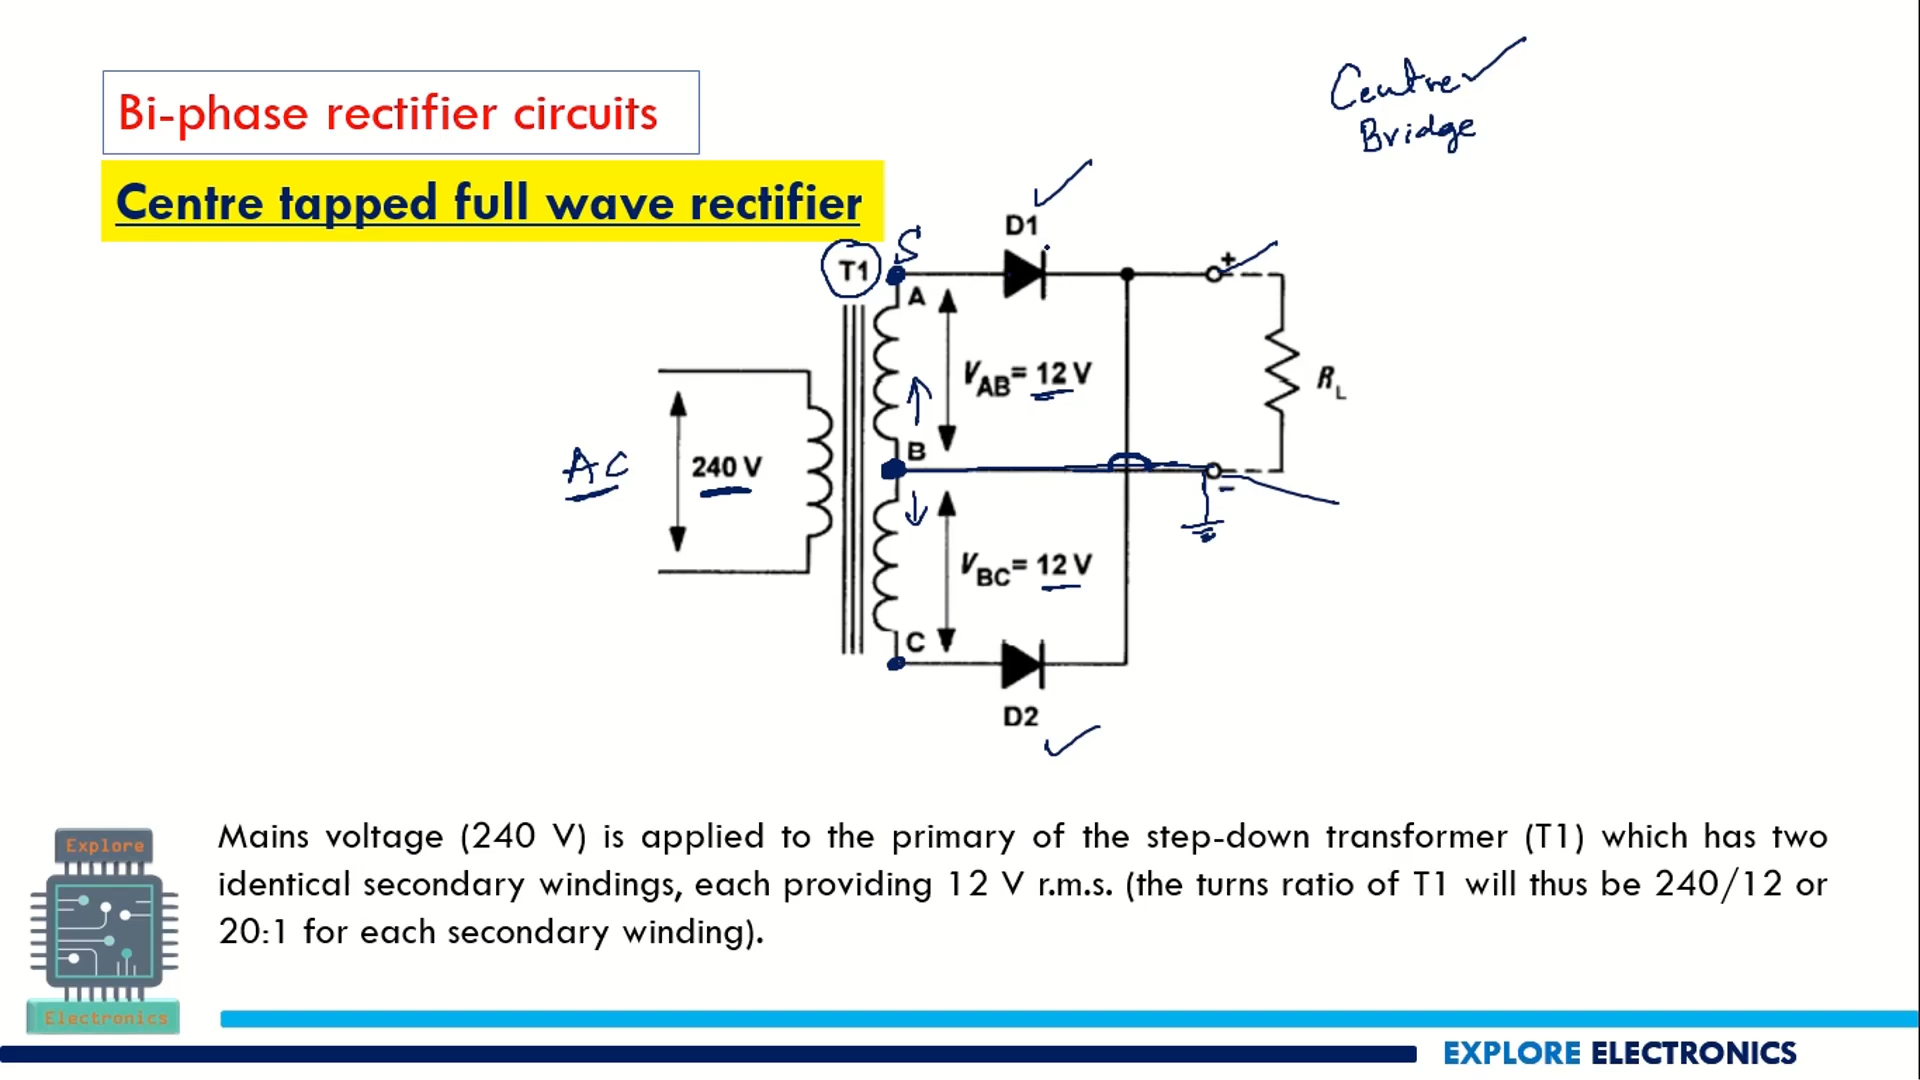 Centre
Bridge
Bi-phase rectifier circuits
Centre tapped full wave rectifier
D1
S
T1
+
A
VAB= 12 V
RL
B
AC
240 V
-
VBC= 12 V
C
D2
Mains voltage (240 V) is applied to the primary of the step-down transformer (T1) which has two
identical secondary windings, each providing 12 V r.m.s. (the turns ratio of T1 will thus be 240/12 or
20:1 for each secondary winding).
Explore
Electronics
EXPLORE ELECTRONICS